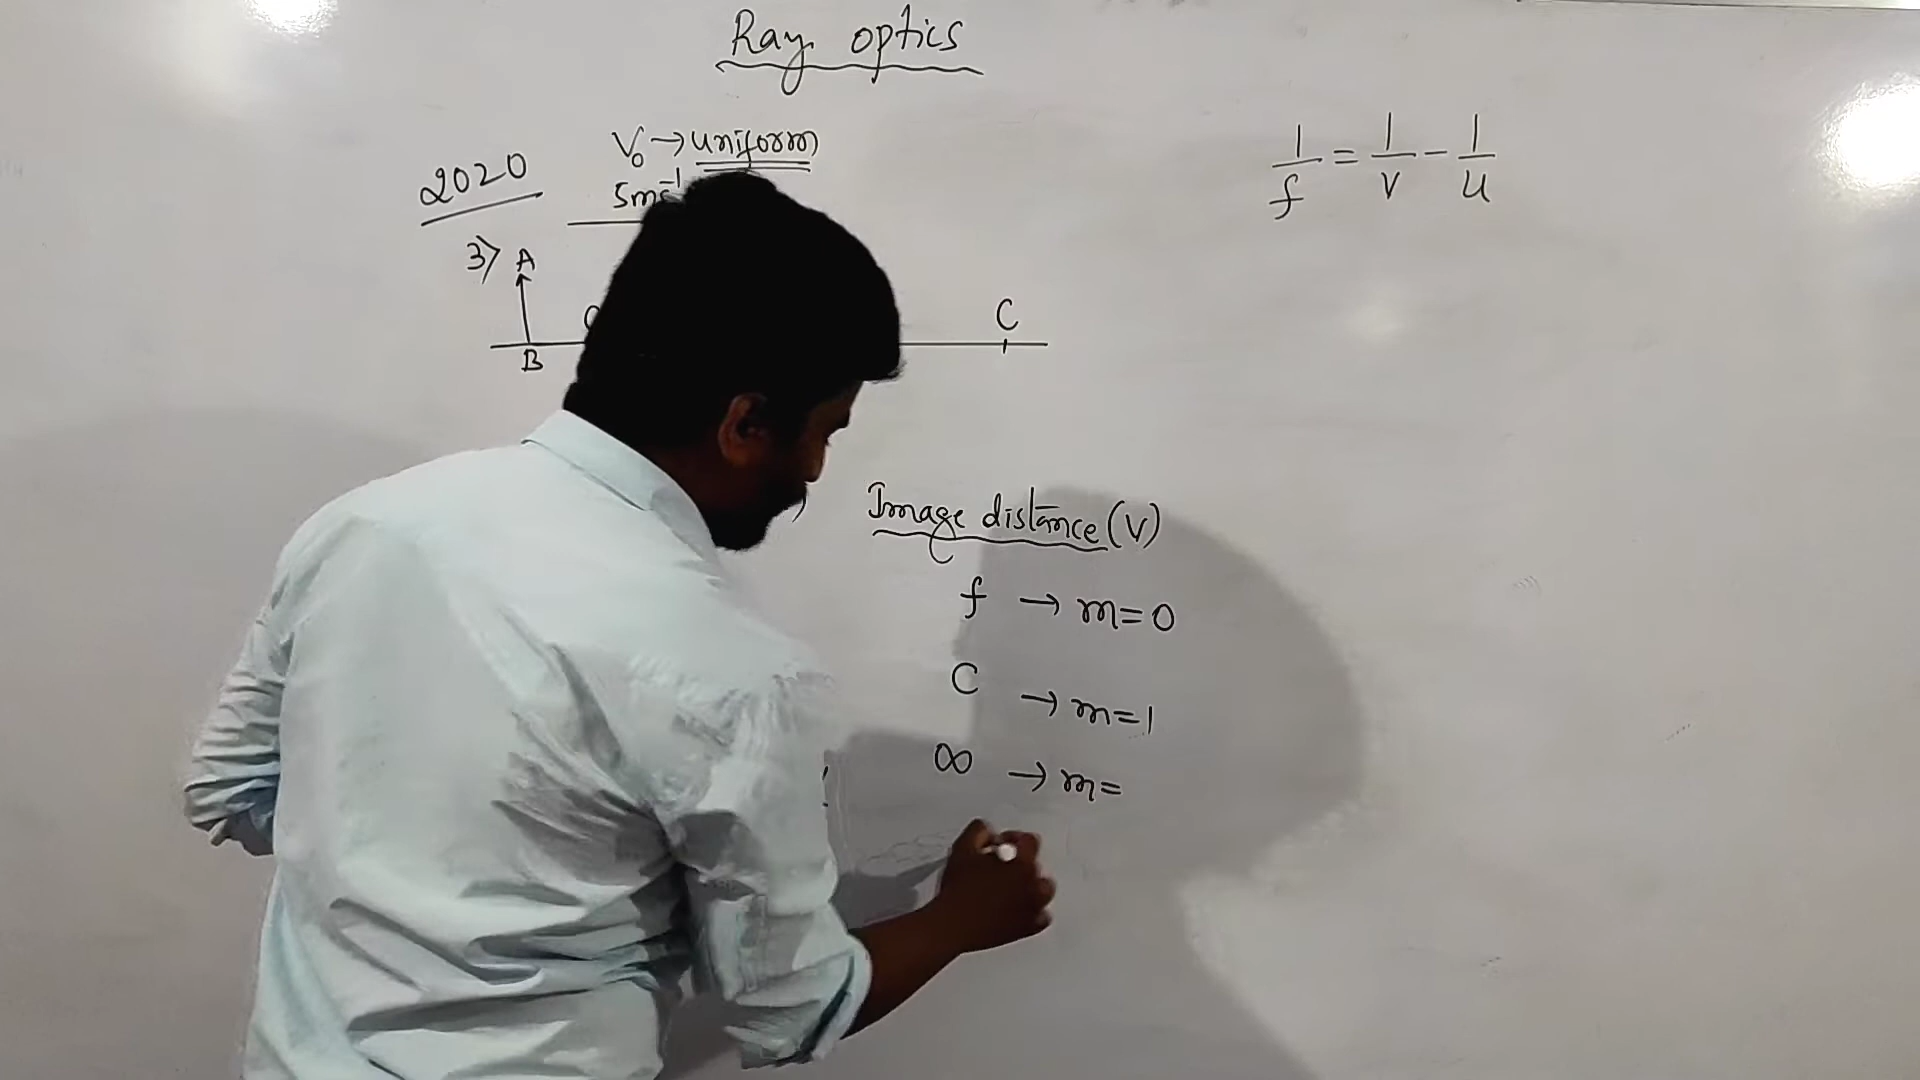 Ray optics
2020
V₀ → uniform
5ms⁻¹
1/f = 1/v - 1/u
3) A
C
B
Image distance (v)
f → m=0
C → m=1
∞ → m=